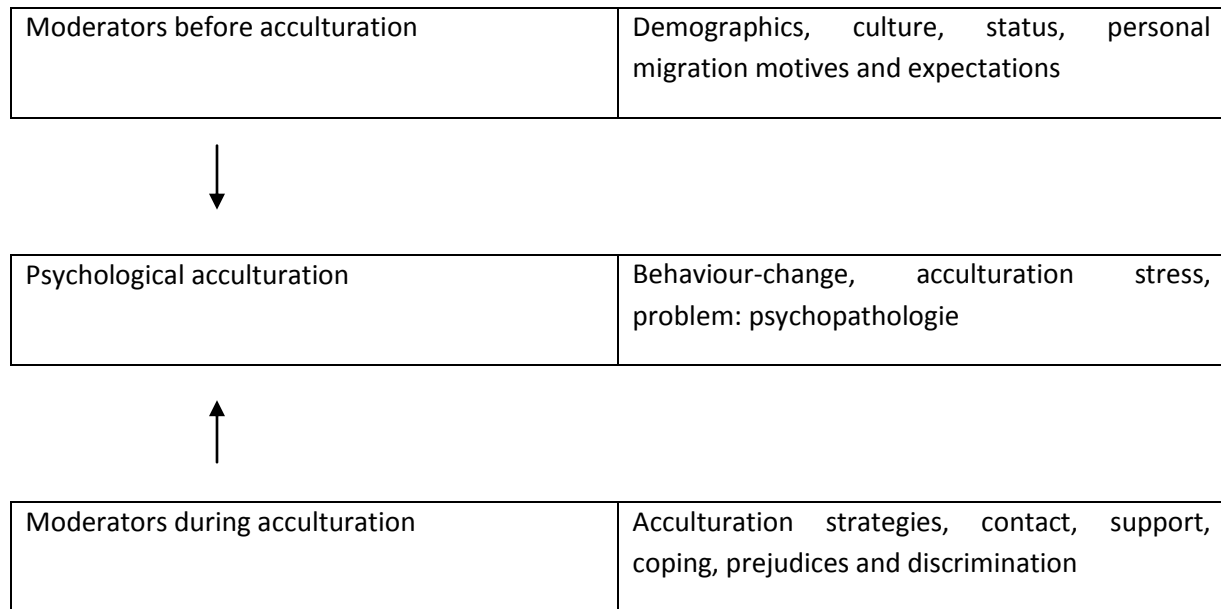 Moderators before acculturation
Demographics, culture, status, personal
migration motives and expectations
Psychological acculturation
Behaviour-change, acculturation stress,
problem: psychopathologie
Moderators during acculturation
Acculturation strategies, contact, support,
coping, prejudices and discrimination